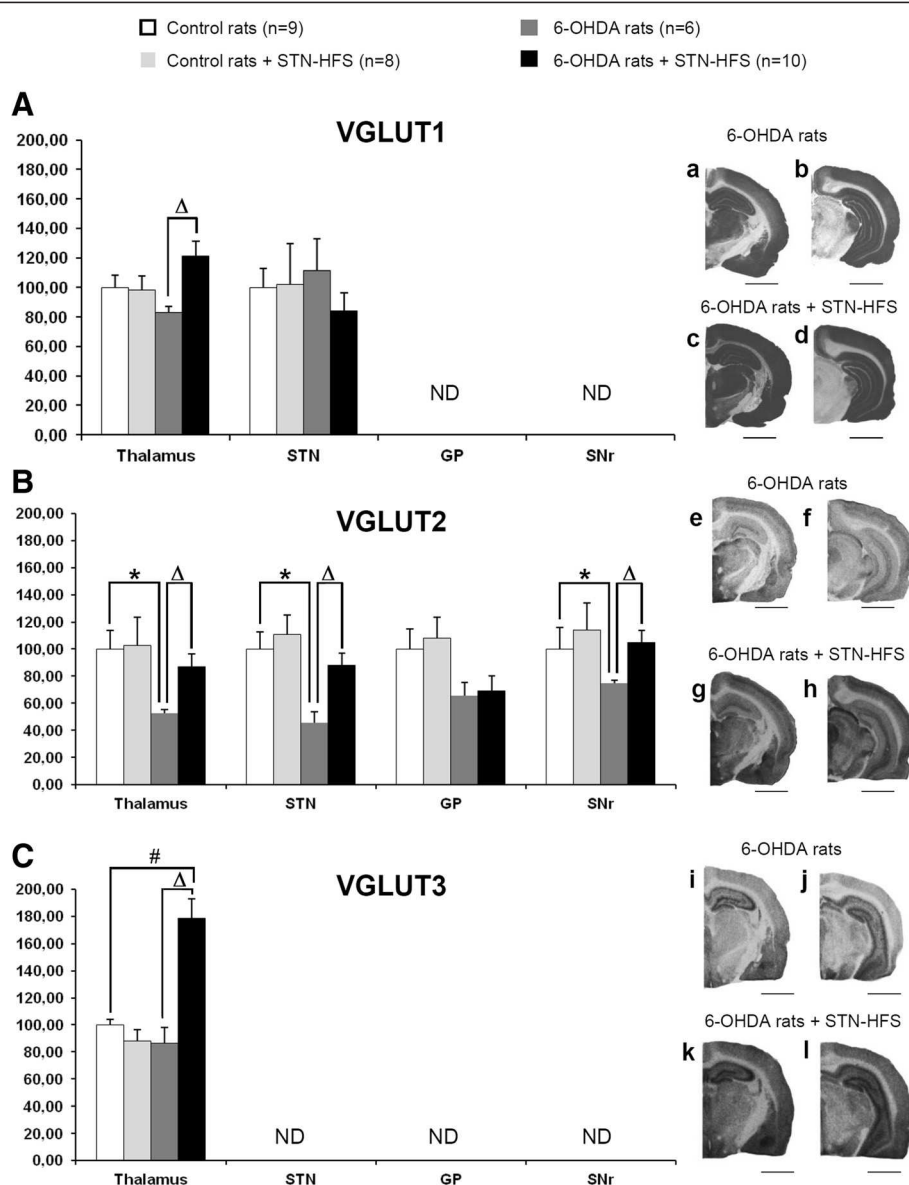 Control rats (n=9)
6-OHDA rats (n=6)
Control rats + STN-HFS (n=8)
6-OHDA rats + STN-HFS (n=10)
A
VGLUT1
200,00
180,00
160,00
140,00
120,00
100,00
80,00
60,00
40,00
20,00
0,00
Δ
ND
ND
Thalamus
STN
GP
SNr
6-OHDA rats
a
b
6-OHDA rats + STN-HFS
c
d
B
VGLUT2
200,00
180,00
160,00
140,00
120,00
100,00
80,00
60,00
40,00
20,00
0,00
* Δ
* Δ
* Δ
Thalamus
STN
GP
SNr
6-OHDA rats
e
f
6-OHDA rats + STN-HFS
g
h
C
VGLUT3
200,00
180,00
160,00
140,00
120,00
100,00
80,00
60,00
40,00
20,00
0,00
#
Δ
ND
ND
ND
Thalamus
STN
GP
SNr
6-OHDA rats
i
j
6-OHDA rats + STN-HFS
k
l